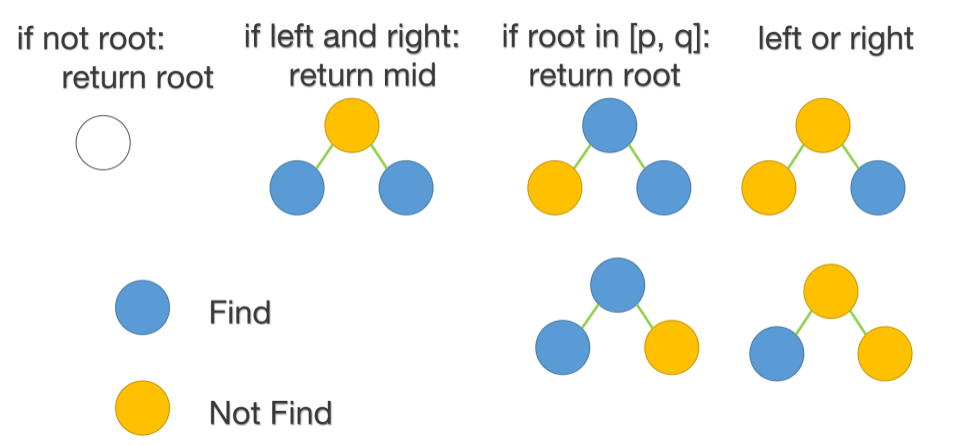 if not root:
return root
if left and right:
return mid
if root in [p, q]:
return root
left or right
Find
Not Find